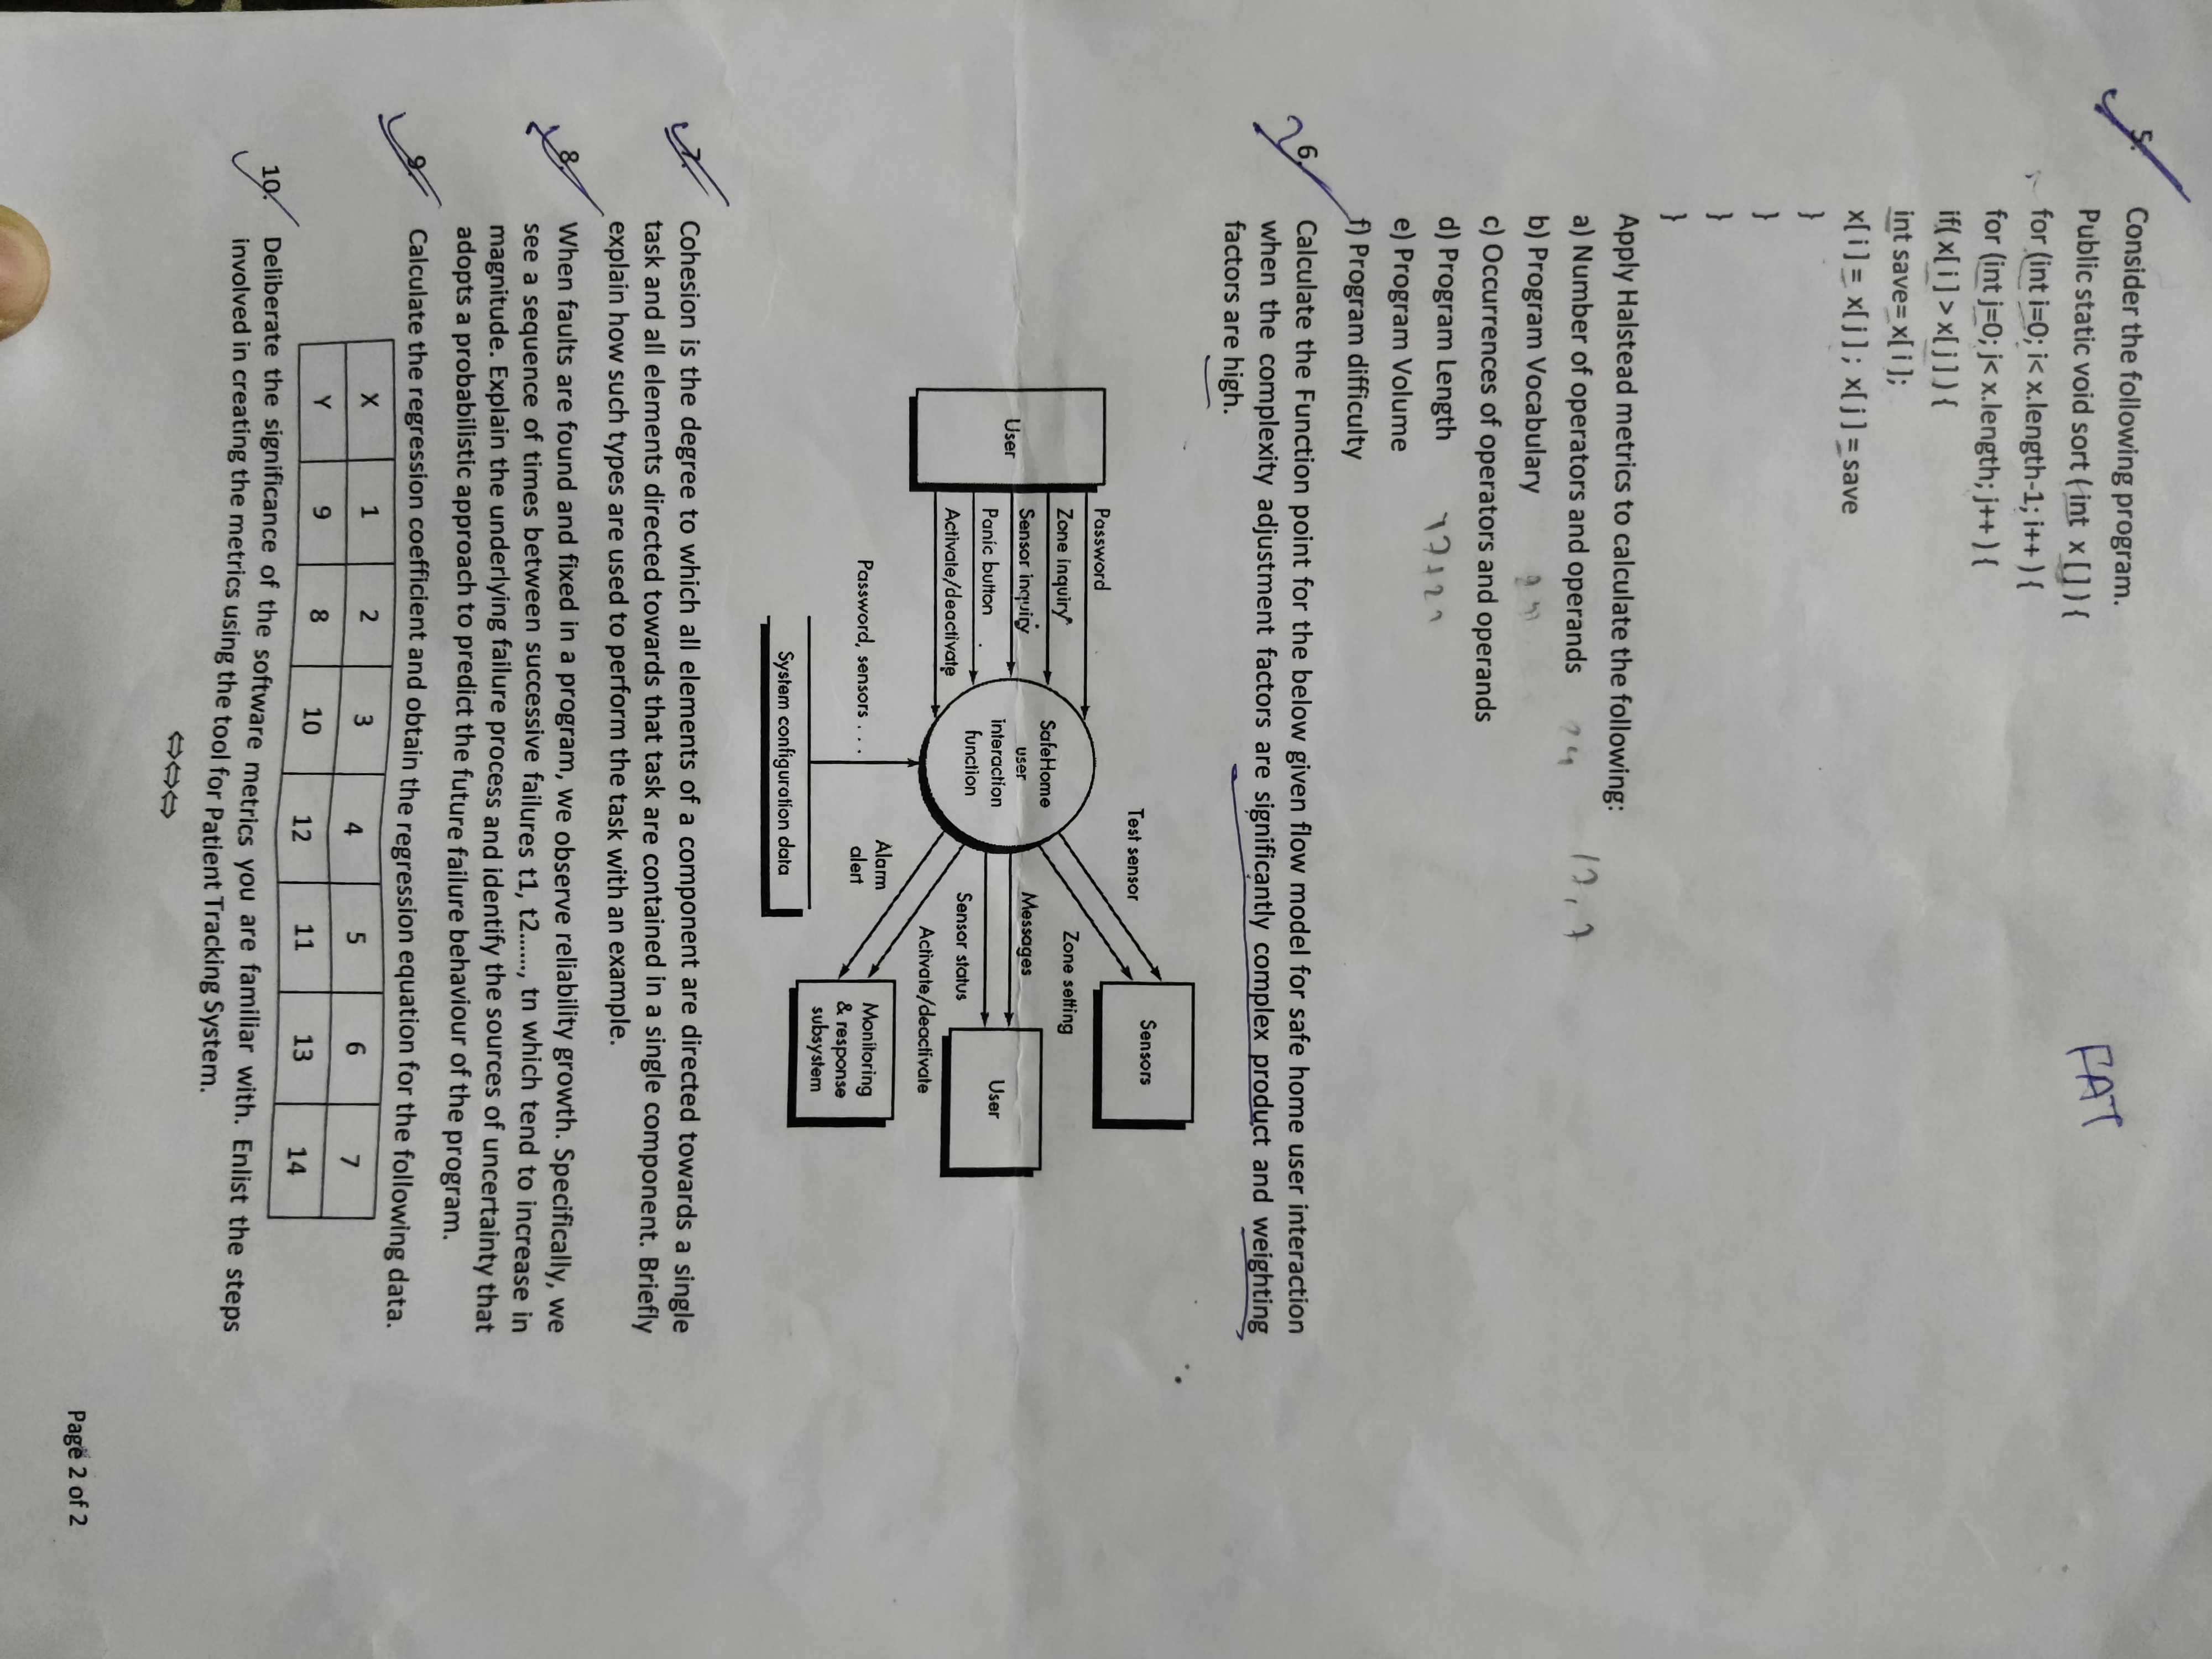 5.
FAT
Consider the following program.
Public static void sort (int x []) {
for (int i=0; i< x.length-1; i++ ) {
for (int j=0; j< x.length; j++ ) {
if( x[ i ] > x[ j ] ) {
int save= x[ i ];
x[ i ] = x[ j ] ; x[ j ] = save
}
}
}
}
Apply Halstead metrics to calculate the following:
a) Number of operators and operands 24 17, 7
b) Program Vocabulary
c) Occurrences of operators and operands
d) Program Length
e) Program Volume
f) Program difficulty
6. Calculate the Function point for the below given flow model for safe home user interaction
when the complexity adjustment factors are significantly complex product and weighting
factors are high.
Sensors
Test sensor
Password
Zone inquiry
Zone setting
SafeHome
user
interaction
function
Sensor inquiry
Messages
User
User
Panic button
Sensor status
Activate/deactivate
Activate/deactivate
Alarm
alert
Password, sensors . . .
Monitoring
& response
subsystem
System configuration data
7. Cohesion is the degree to which all elements of a component are directed towards a single
task and all elements directed towards that task are contained in a single component. Briefly
explain how such types are used to perform the task with an example.
8. When faults are found and fixed in a program, we observe reliability growth. Specifically, we
see a sequence of times between successive failures t1, t2......, tn which tend to increase in
magnitude. Explain the underlying failure process and identify the sources of uncertainty that
adopts a probabilistic approach to predict the future failure behaviour of the program.
9. Calculate the regression coefficient and obtain the regression equation for the following data.
X 1 2 3 4 5 6 7
Y 9 8 10 12 11 13 14
10. Deliberate the significance of the software metrics you are familiar with. Enlist the steps
involved in creating the metrics using the tool for Patient Tracking System.
⇔⇔⇔
Page 2 of 2